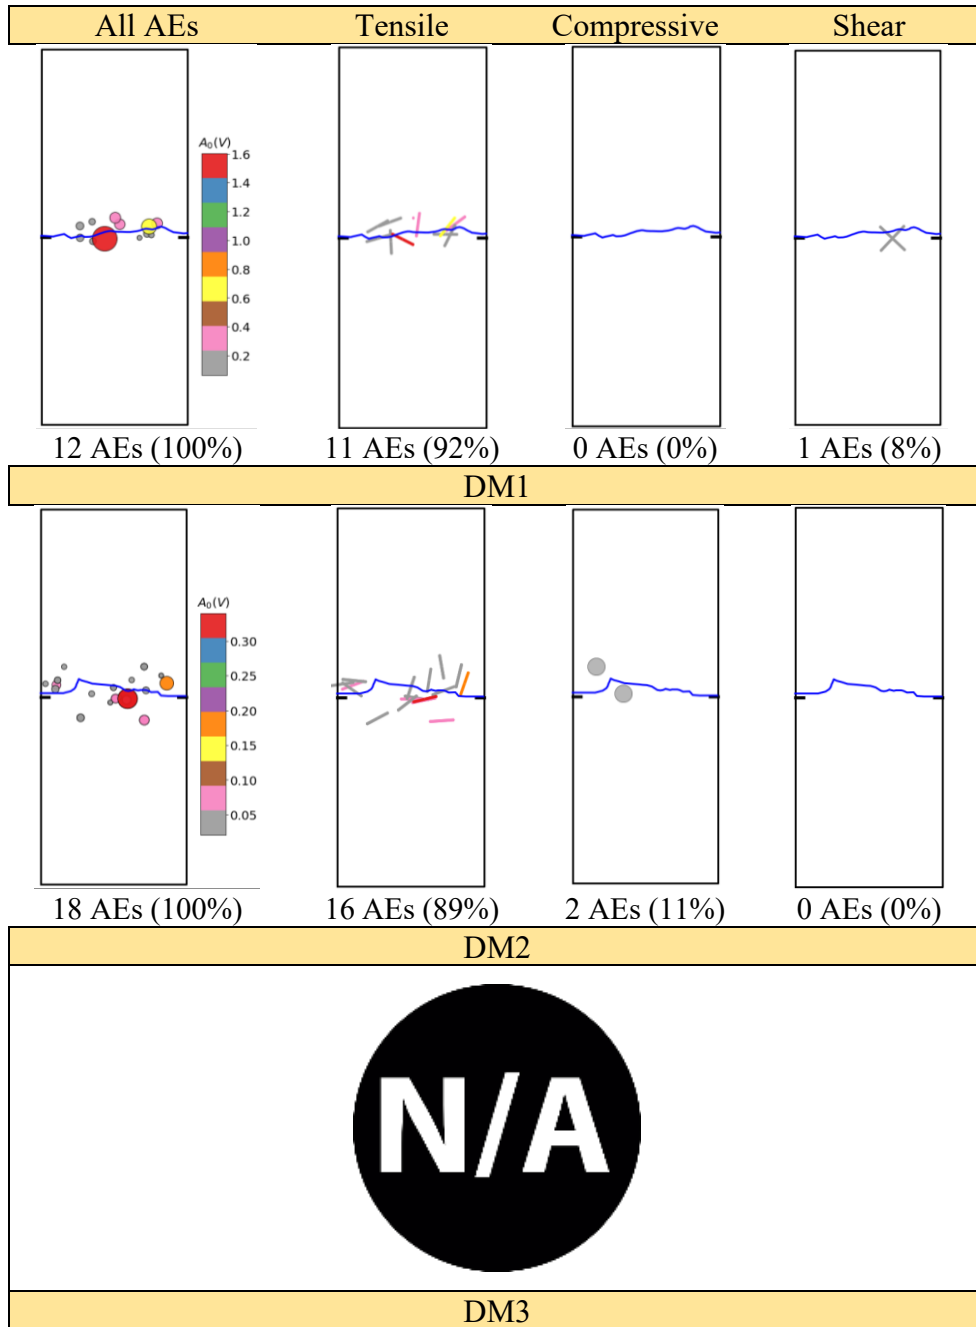 All AEs Tensile Compressive Shear
A₀(V)
1.6
1.4
1.2
1.0
0.8
0.6
0.4
0.2
12 AEs (100%) 11 AEs (92%) 0 AEs (0%) 1 AEs (8%)
DM1
A₀(V)
0.30
0.25
0.20
0.15
0.10
0.05
18 AEs (100%) 16 AEs (89%) 2 AEs (11%) 0 AEs (0%)
DM2
N/A
DM3